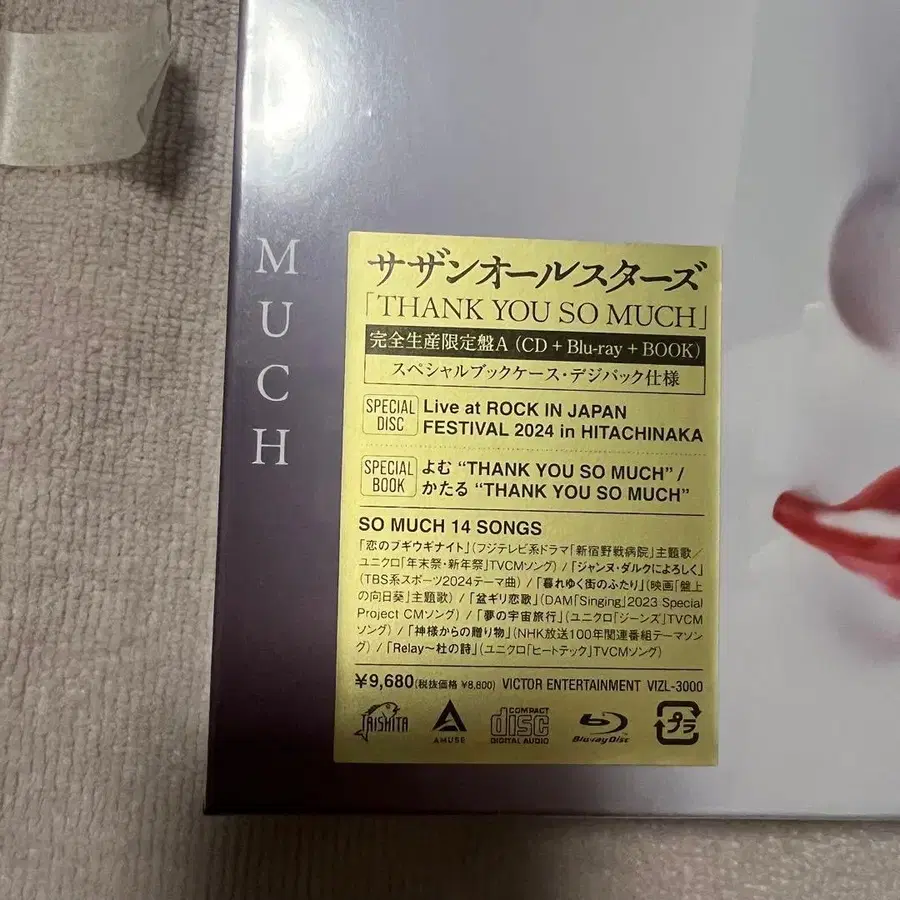 MUCH
サザンオールスターズ
「THANK YOU SO MUCH」
完全生産限定盤A (CD + Blu-ray + BOOK)
スペシャルブックケース・デジパック仕様
SPECIAL DISC
Live at ROCK IN JAPAN
FESTIVAL 2024 in HITACHINAKA
SPECIAL BOOK
よむ “THANK YOU SO MUCH” /
かたる “THANK YOU SO MUCH”
SO MUCH 14 SONGS
「恋のブギウギナイト」(フジテレビ系ドラマ「新宿野戦病院」主題歌/
ユニクロ「年末祭・新年祭」TVCMソング) / 「ジャンヌ・ダルクによろしく」
(TBS系スポーツ2024テーマ曲) / 「暮れゆく街のふたり」(映画「盤上
の向日葵」主題歌) / 「盆ギリ恋歌」(DAM「Singing」2023 Special
Project CMソング) / 「夢の宇宙旅行」(ユニクロ「ジーンズ」TVCM
ソング) / 「神様からの贈り物」(NHK放送100年関連番組テーマソン
グ) / 「Relay〜杜の詩」(ユニクロ「ヒートテック」TVCMソング)
¥9,680(税抜価格 ¥8,800) VICTOR ENTERTAINMENT VIZL-3000
TAISHITA
AMUSE
COMPACT
disc
DIGITAL AUDIO
Blu-ray Disc
プラ